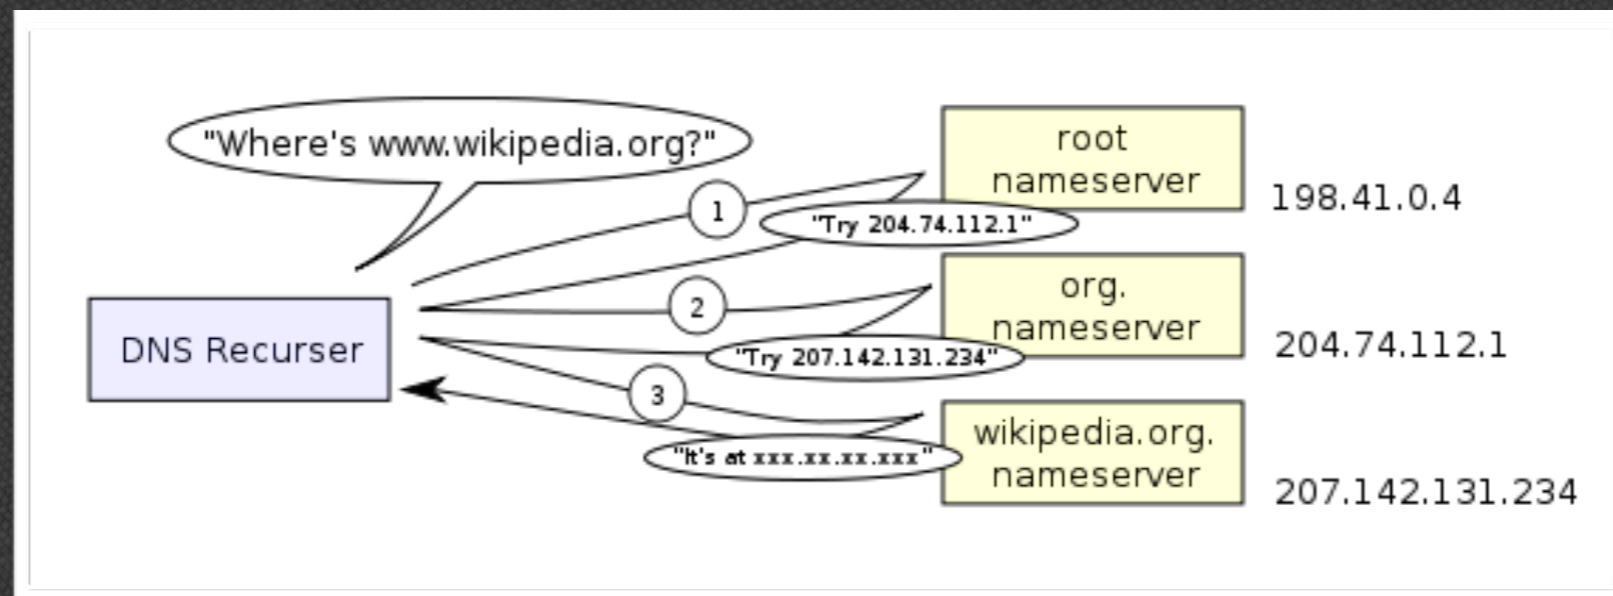 "Where's www.wikipedia.org?"
root
nameserver
198.41.0.4
1
"Try 204.74.112.1"
org.
nameserver
204.74.112.1
2
DNS Recurser
"Try 207.142.131.234"
3
wikipedia.org.
nameserver
207.142.131.234
"It's at xxx.xx.xx.xxx"